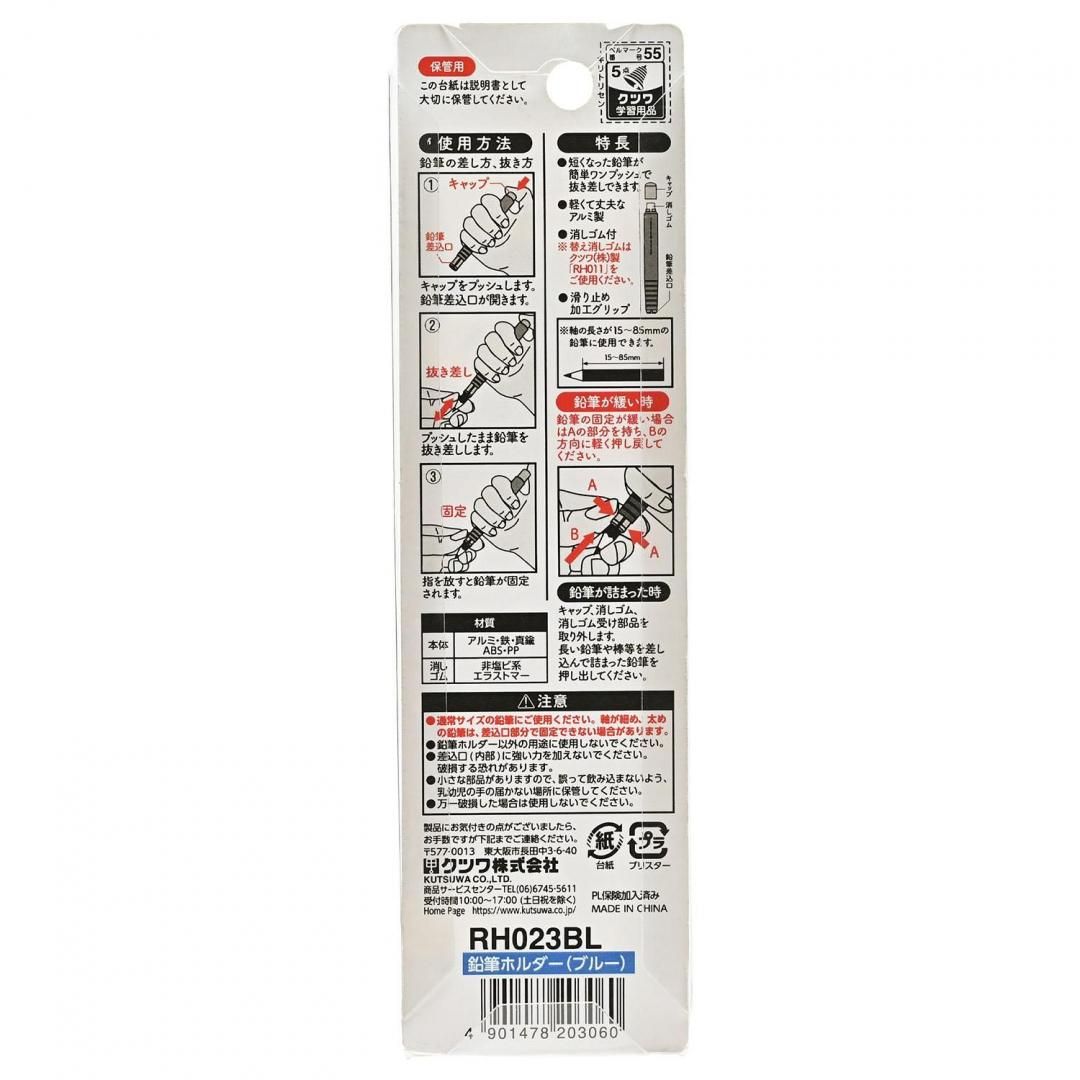 保管用
この台紙は説明書として
大切に保管してください。
ベルマーク
番号 55
5点
クツワ
学習用品
キリトリセン
使用方法
鉛筆の差し方、抜き方
① キャップ
鉛筆
差込口
キャップをプッシュします。
鉛筆差込口が開きます。
②
抜き差し
プッシュしたまま鉛筆を
抜き差しします。
③
固定
指を放すと鉛筆が固定
されます。
特長
●短くなった鉛筆が
簡単ワンプッシュで
抜き差しできます。
●軽くて丈夫な
アルミ製
●消しゴム付
※替え消しゴムは
クツワ(株)製
「RH011」を
ご使用ください。
●滑り止め
加工グリップ
キャップ
消しゴム
鉛筆差込口
※軸の長さが15〜85mmの
鉛筆に使用できます。
15〜85mm
鉛筆が緩い時
鉛筆の固定が緩い場合
はAの部分を持ち、Bの
方向に軽く押し戻して
ください。
A
B
A
鉛筆が詰まった時
キャップ、消しゴム、
消しゴム受け部品を
取り外します。
長い鉛筆や棒等を差し
込んで詰まった鉛筆を
押し出してください。
材質
本体 アルミ・鉄・真鍮
ABS・PP
消し
ゴム 非塩ビ系
エラストマー
⚠注意
●通常サイズの鉛筆にご使用ください。軸が細め、太め
の鉛筆は、差込口部分で固定できない場合があります。
●鉛筆ホルダー以外の用途に使用しないでください。
●差込口(内部)に強い力を加えないでください。
破損する恐れがあります。
●小さな部品がありますので、誤って飲み込まないよう、
乳幼児の手の届かない場所に保管してください。
●万一破損した場合は使用しないでください。
製品にお気付きの点がございましたら、
お手数ですが下記までご連絡ください。
〒577-0013 東大阪市長田中3-6-40
クツワ株式会社
KUTSUWA CO.,LTD.
商品サービスセンターTEL(06)6745-5611
受付時間10:00〜17:00 (土日祝を除く)
Home Page https://www.kutsuwa.co.jp/
紙
台紙
プラ
ブリスター
PL保険加入済み
MADE IN CHINA
RH023BL
鉛筆ホルダー(ブルー)
4 901478 203060